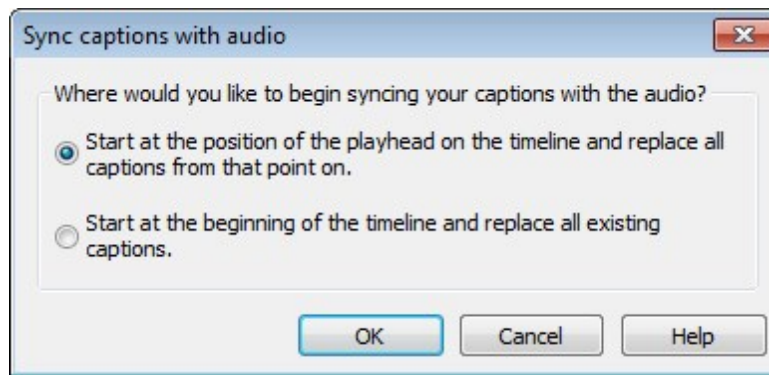 Sync captions with audio
Where would you like to begin syncing your captions with the audio?
Start at the position of the playhead on the timeline and replace all
captions from that point on.
Start at the beginning of the timeline and replace all existing
captions.
OK
Cancel
Help